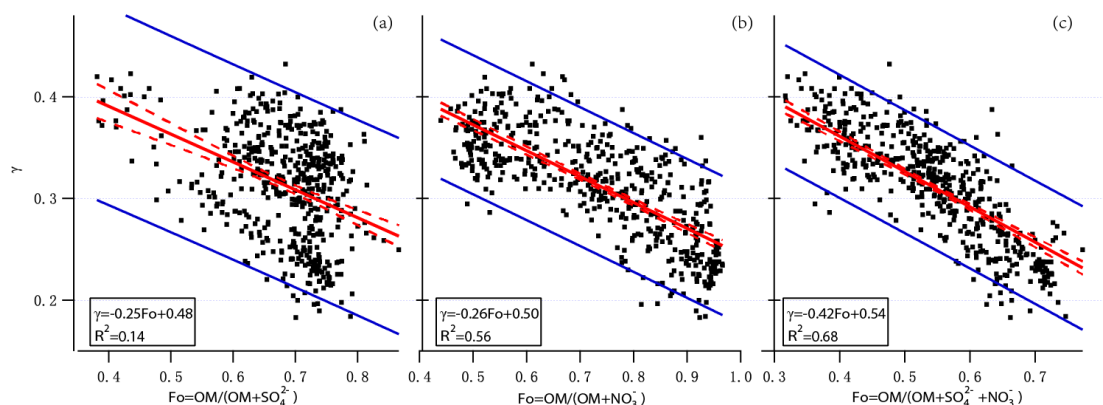 (a)
(b)
(c)
0.4
0.3
0.2
γ
γ=-0.25Fo+0.48
R²=0.14
γ=-0.26Fo+0.50
R²=0.56
γ=-0.42Fo+0.54
R²=0.68
0.4 0.5 0.6 0.7 0.8
0.4 0.5 0.6 0.7 0.8 0.9 1.0
0.3 0.4 0.5 0.6 0.7
Fo=OM/(OM+SO₄²⁻)
Fo=OM/(OM+NO₃⁻)
Fo=OM/(OM+SO₄²⁻+NO₃⁻)